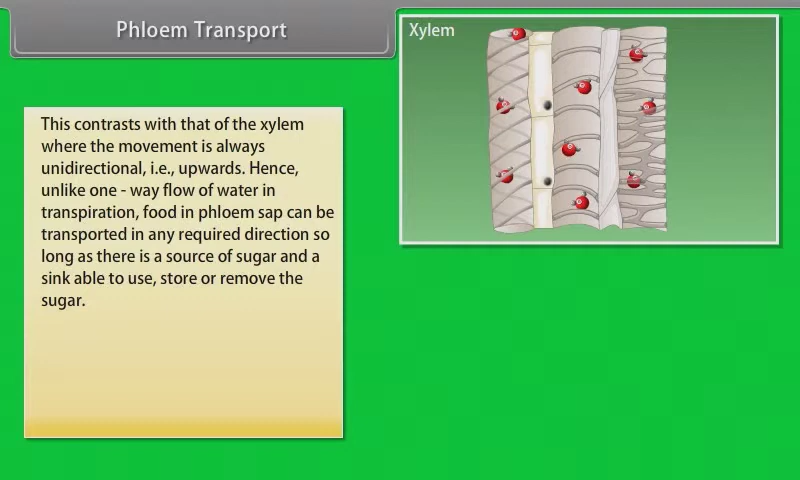 Phloem Transport
Xylem
This contrasts with that of the xylem
where the movement is always
unidirectional, i.e., upwards. Hence,
unlike one - way flow of water in
transpiration, food in phloem sap can be
transported in any required direction so
long as there is a source of sugar and a
sink able to use, store or remove the
sugar.